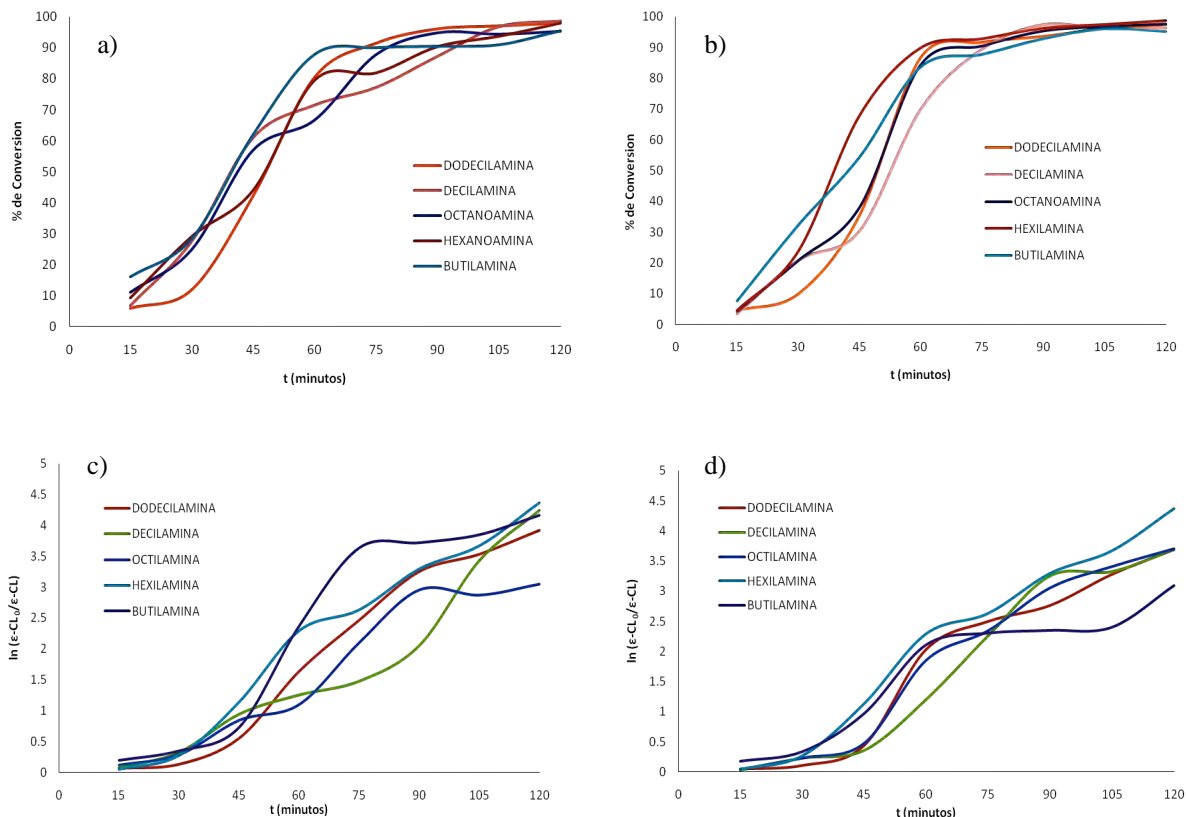 a)
% de Conversion
100
90
80
70
60
50
40
30
20
10
0
0 15 30 45 60 75 90 105 120
t (minutos)
DODECILAMINA
DECILAMINA
OCTANOAMINA
HEXANOAMINA
BUTILAMINA
b)
% de Conversion
100
90
80
70
60
50
40
30
20
10
0
0 15 30 45 60 75 90 105 120
t (minutos)
DODECILAMINA
DECILAMINA
OCTANOAMINA
HEXILAMINA
BUTILAMINA
c)
ln (ε-CL₀/ε-CL)
5
4.5
4
3.5
3
2.5
2
1.5
1
0.5
0
0 15 30 45 60 75 90 105 120
t (minutos)
DODECILAMINA
DECILAMINA
OCTILAMINA
HEXILAMINA
BUTILAMINA
d)
ln (ε-CL₀/ε-CL)
5
4.5
4
3.5
3
2.5
2
1.5
1
0.5
0
0 15 30 45 60 75 90 105 120
t (minutos)
DODECILAMINA
DECILAMINA
OCTILAMINA
HEXILAMINA
BUTILAMINA